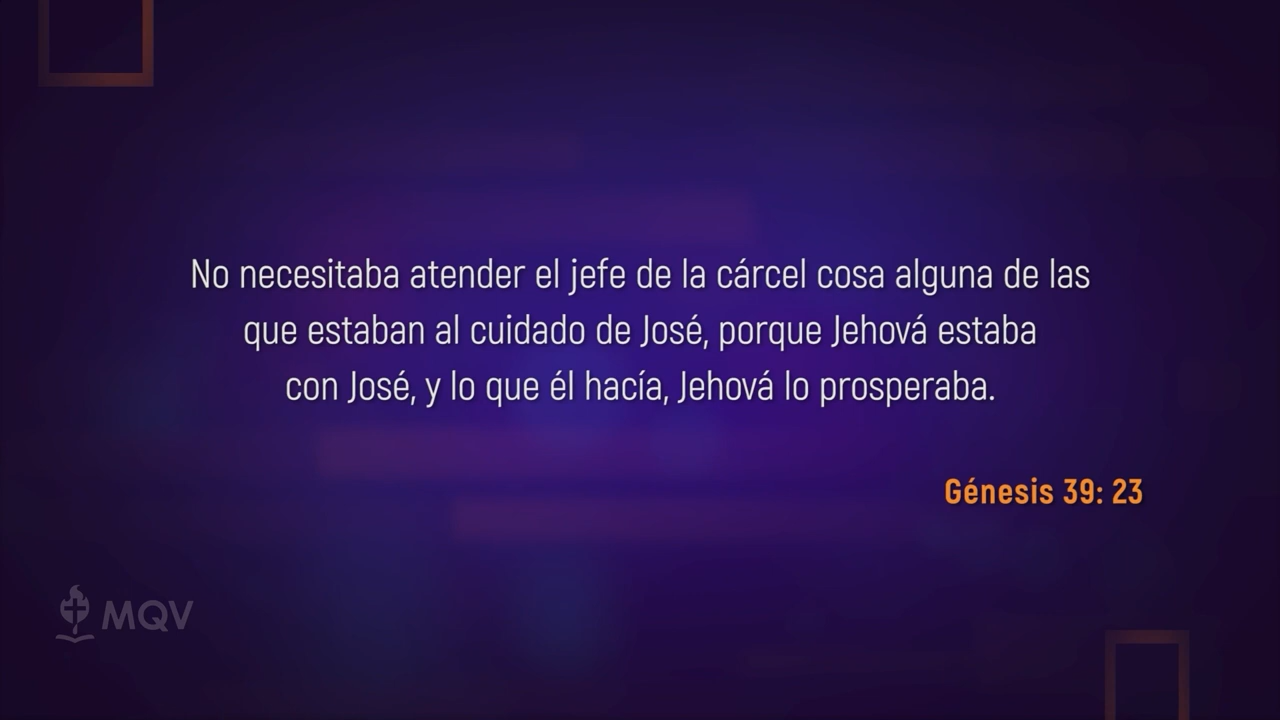 No necesitaba atender el jefe de la cárcel cosa alguna de las
que estaban al cuidado de José, porque Jehová estaba
con José, y lo que él hacía, Jehová lo prosperaba.
Génesis 39: 23
MQV